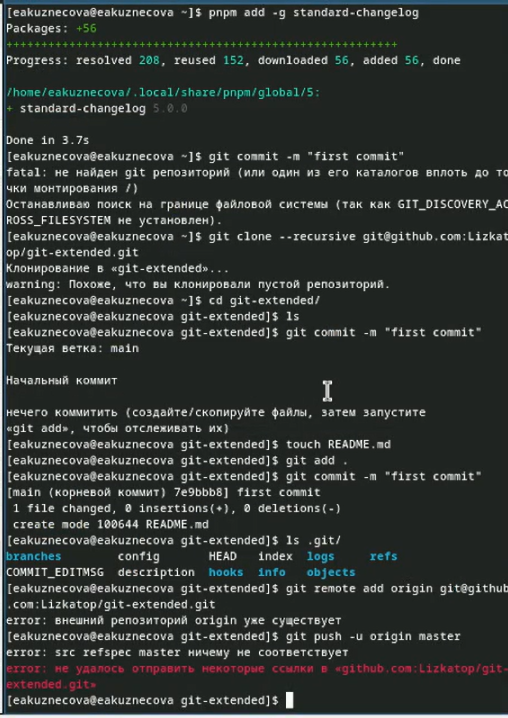 [eakuznecova@eakuznecova ~]$ pnpm add -g standard-changelog
Packages: +56
++++++++++++++++++++++++++++++++++++++++++++++++++++++++
Progress: resolved 208, reused 152, downloaded 56, added 56, done
/home/eakuznecova/.local/share/pnpm/global/5:
+ standard-changelog 5.0.0
Done in 3.7s
[eakuznecova@eakuznecova ~]$ git commit -m "first commit"
fatal: не найден git репозиторий (или один из его каталогов вплоть до то
чки монтирования /)
Останавливаю поиск на границе файловой системы (так как GIT_DISCOVERY_AC
ROSS_FILESYSTEM не установлен).
[eakuznecova@eakuznecova ~]$ git clone --recursive git@github.com:Lizkat
op/git-extended.git
Клонирование в «git-extended»...
warning: Похоже, что вы клонировали пустой репозиторий.
[eakuznecova@eakuznecova ~]$ cd git-extended/
[eakuznecova@eakuznecova git-extended]$ ls
[eakuznecova@eakuznecova git-extended]$ git commit -m "first commit"
Текущая ветка: main
Начальный коммит
нечего коммитить (создайте/скопируйте файлы, затем запустите
«git add», чтобы отслеживать их)
[eakuznecova@eakuznecova git-extended]$ touch README.md
[eakuznecova@eakuznecova git-extended]$ git add .
[eakuznecova@eakuznecova git-extended]$ git commit -m "first commit"
[main (корневой коммит) 7e9bbb8] first commit
1 file changed, 0 insertions(+), 0 deletions(-)
create mode 100644 README.md
[eakuznecova@eakuznecova git-extended]$ ls .git/
branches config HEAD index logs refs
COMMIT_EDITMSG description hooks info objects
[eakuznecova@eakuznecova git-extended]$ git remote add origin git@github
.com:Lizkatop/git-extended.git
error: внешний репозиторий origin уже существует
[eakuznecova@eakuznecova git-extended]$ git push -u origin master
error: src refspec master ничему не соответствует
error: не удалось отправить некоторые ссылки в «github.com:Lizkatop/git-
extended.git»
[eakuznecova@eakuznecova git-extended]$